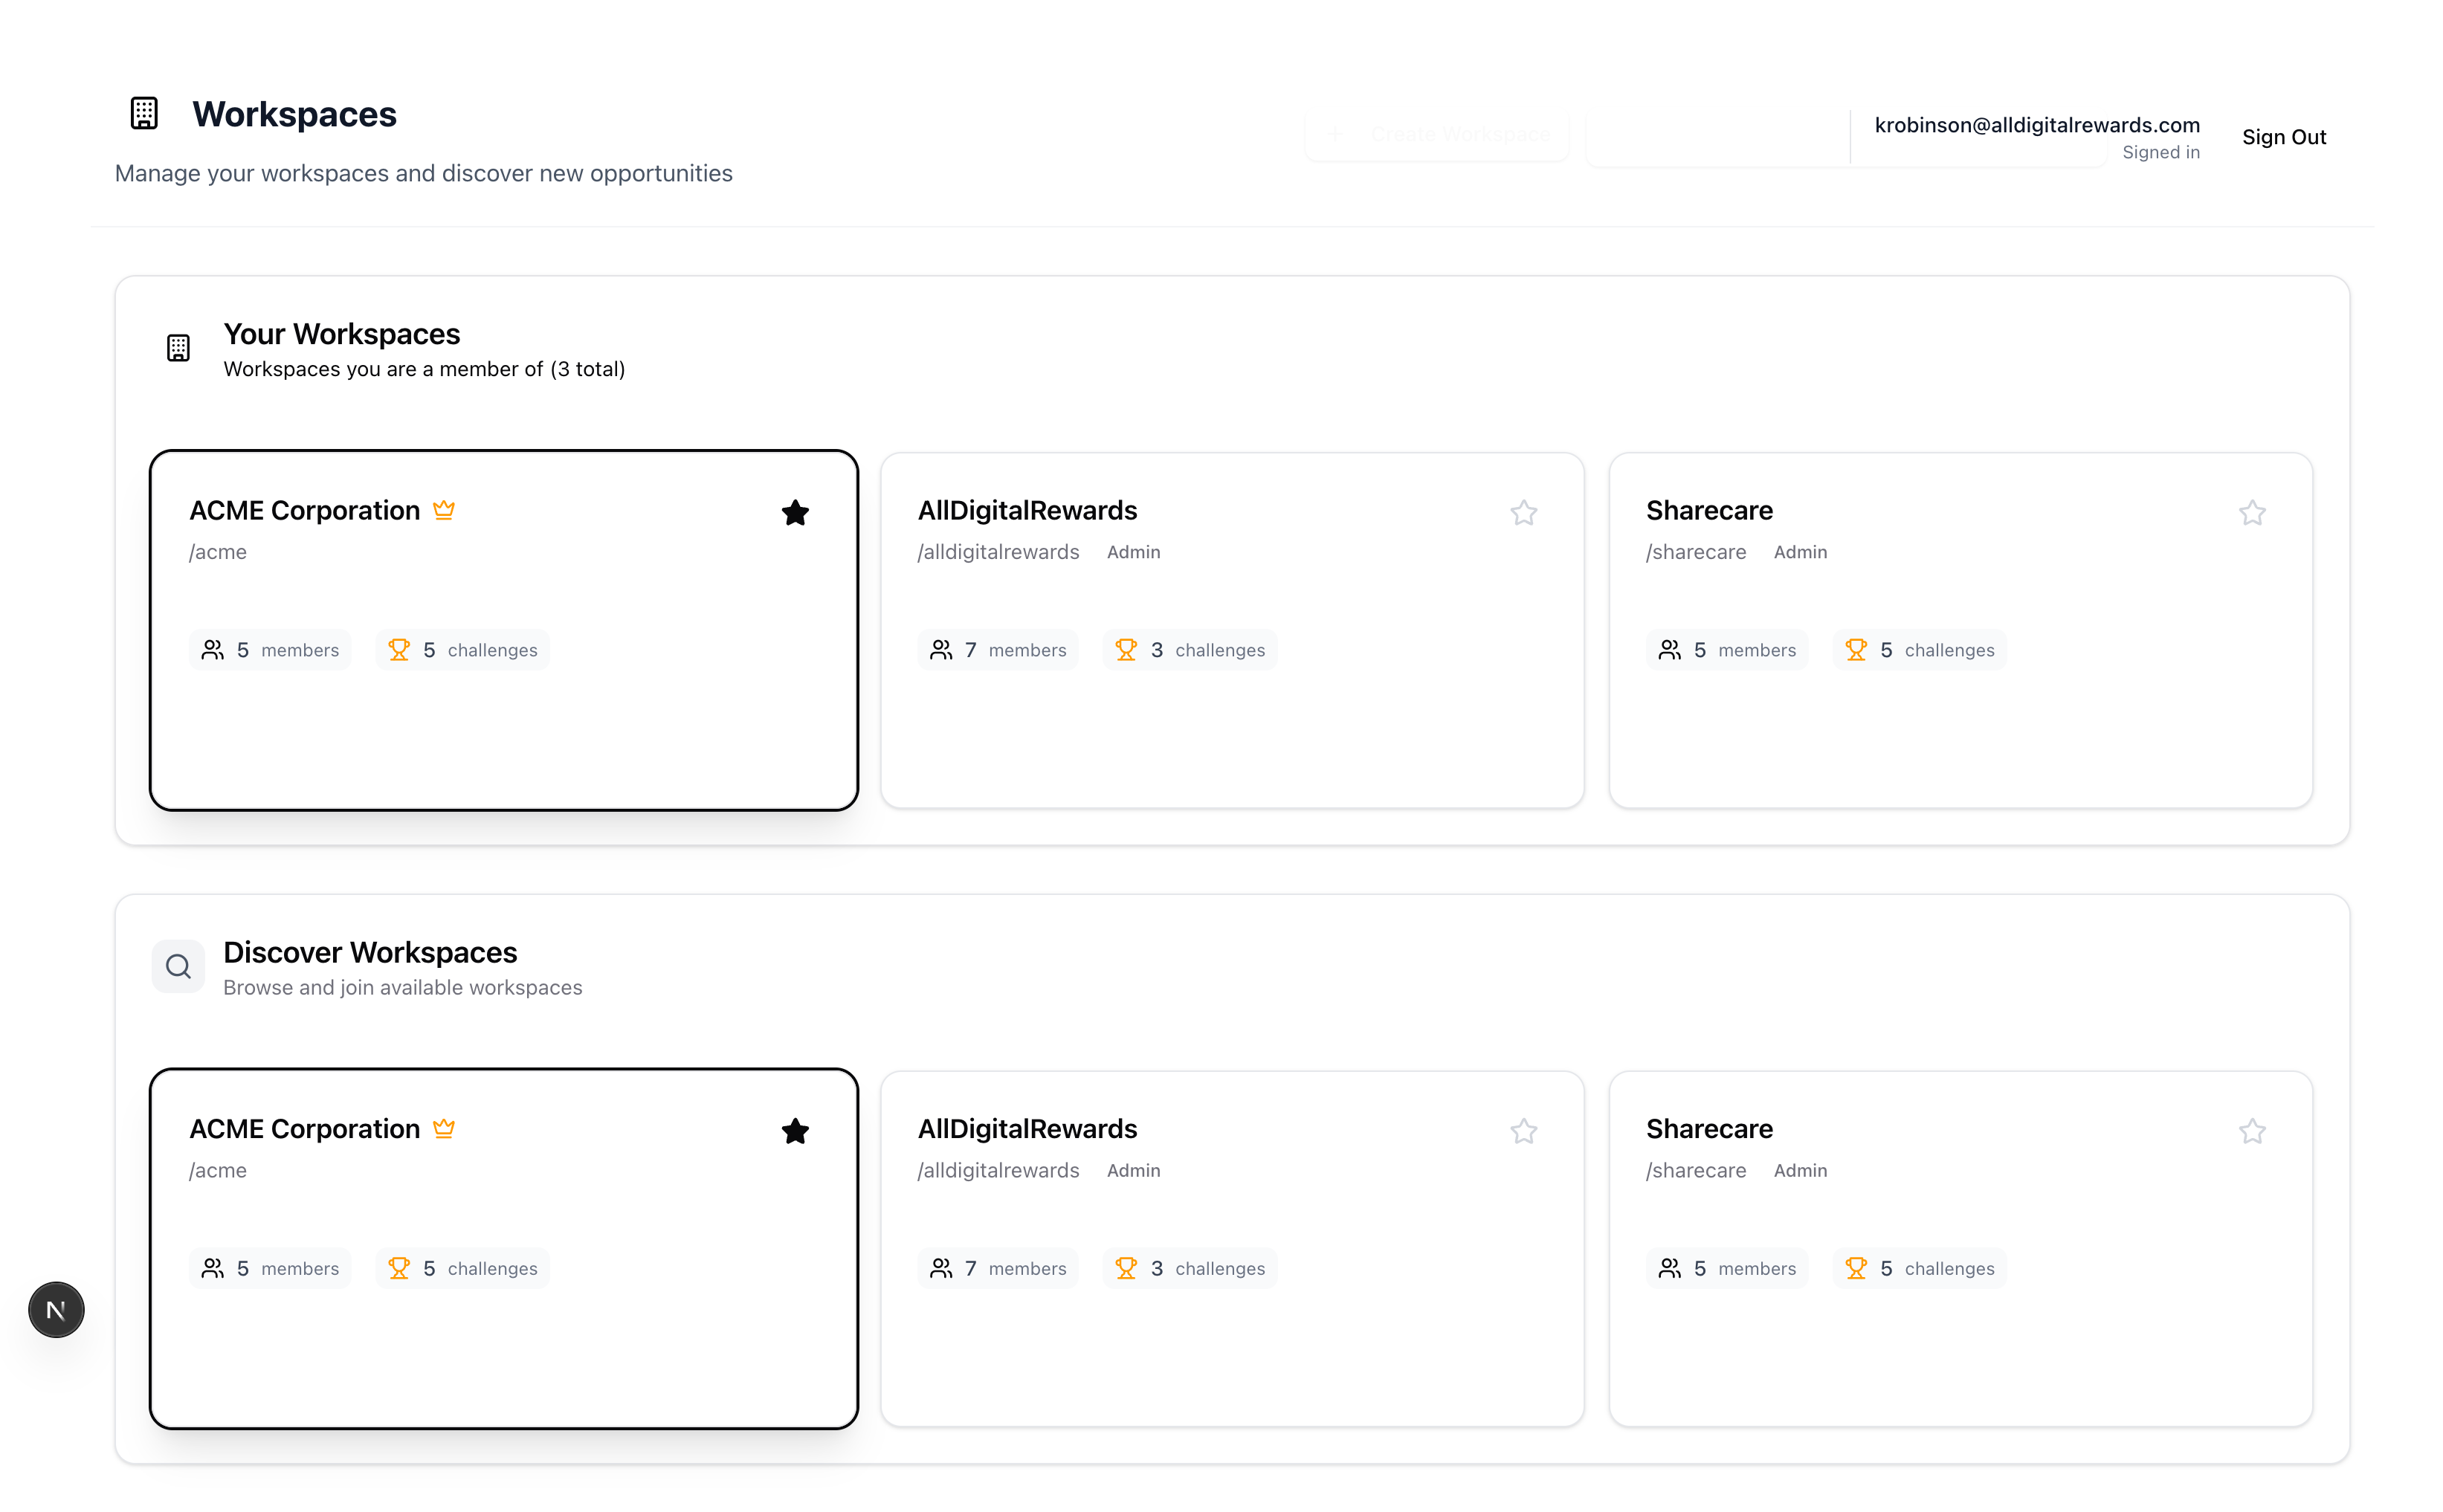 Workspaces
Manage your workspaces and discover new opportunities
+ Create Workspace
krobinson@alldigitalrewards.com
Signed in
Sign Out
Your Workspaces
Workspaces you are a member of (3 total)
ACME Corporation
/acme
5 members 5 challenges
AllDigitalRewards
/alldigitalrewards Admin
7 members 3 challenges
Sharecare
/sharecare Admin
5 members 5 challenges
Discover Workspaces
Browse and join available workspaces
ACME Corporation
/acme
5 members 5 challenges
AllDigitalRewards
/alldigitalrewards Admin
7 members 3 challenges
Sharecare
/sharecare Admin
5 members 5 challenges
N